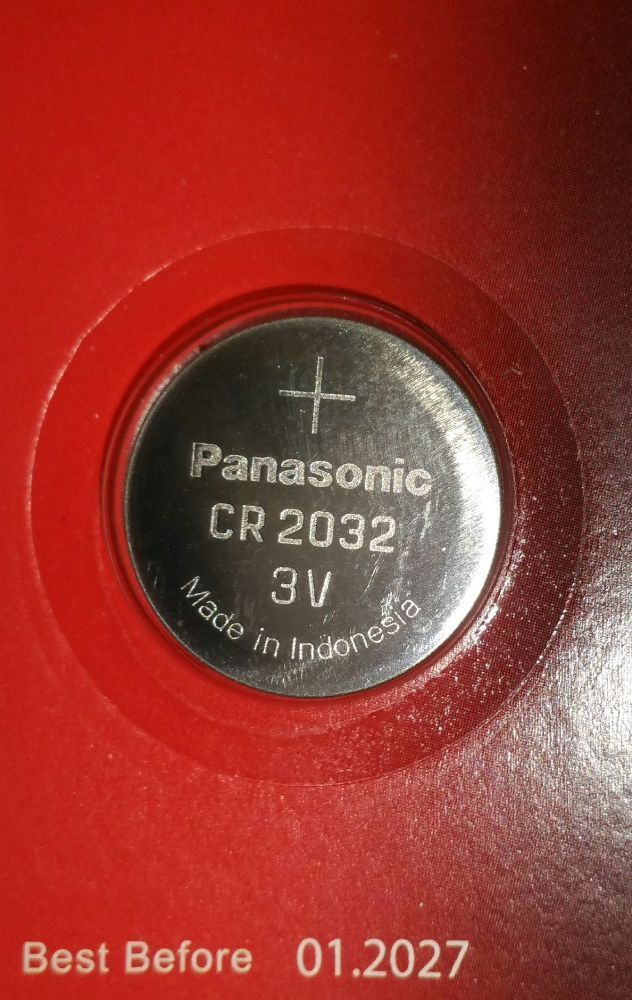 +
Panasonic
CR 2032
3V
Made in Indonesia
Best Before 01.2027